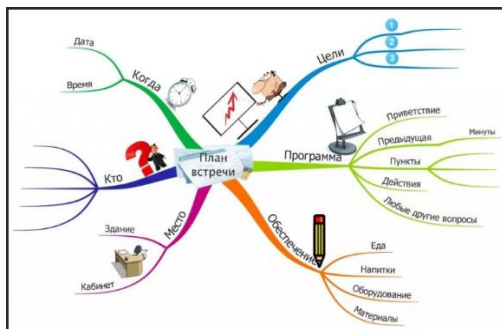 План
встречи
Цели
1
2
3
Программа
Приветствие
Предыдущая
Минуты
Пункты
Действия
Любые другие вопросы
Обеспечение
Еда
Напитки
Оборудование
Материалы
Место
Здание
Кабинет
Кто
Когда
Дата
Время